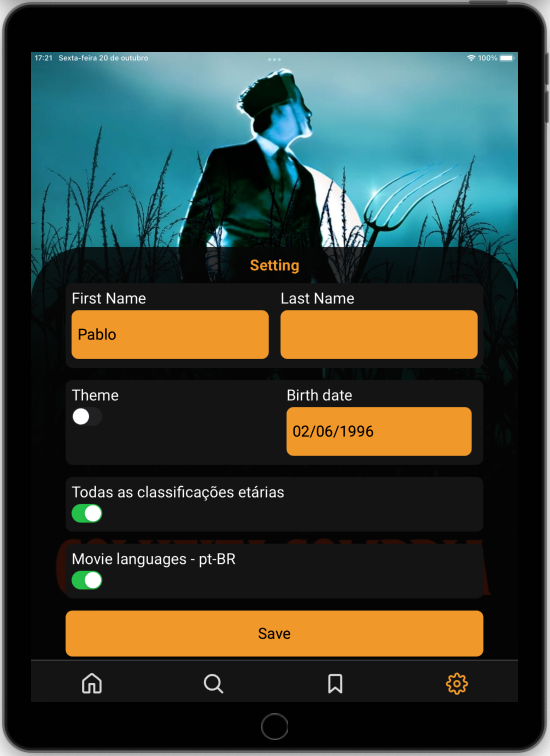 17:21 Sexta-feira 20 de outubro 100%
Setting
First Name Last Name
Pablo
Theme Birth date
02/06/1996
Todas as classificações etárias
Movie languages - pt-BR
Save